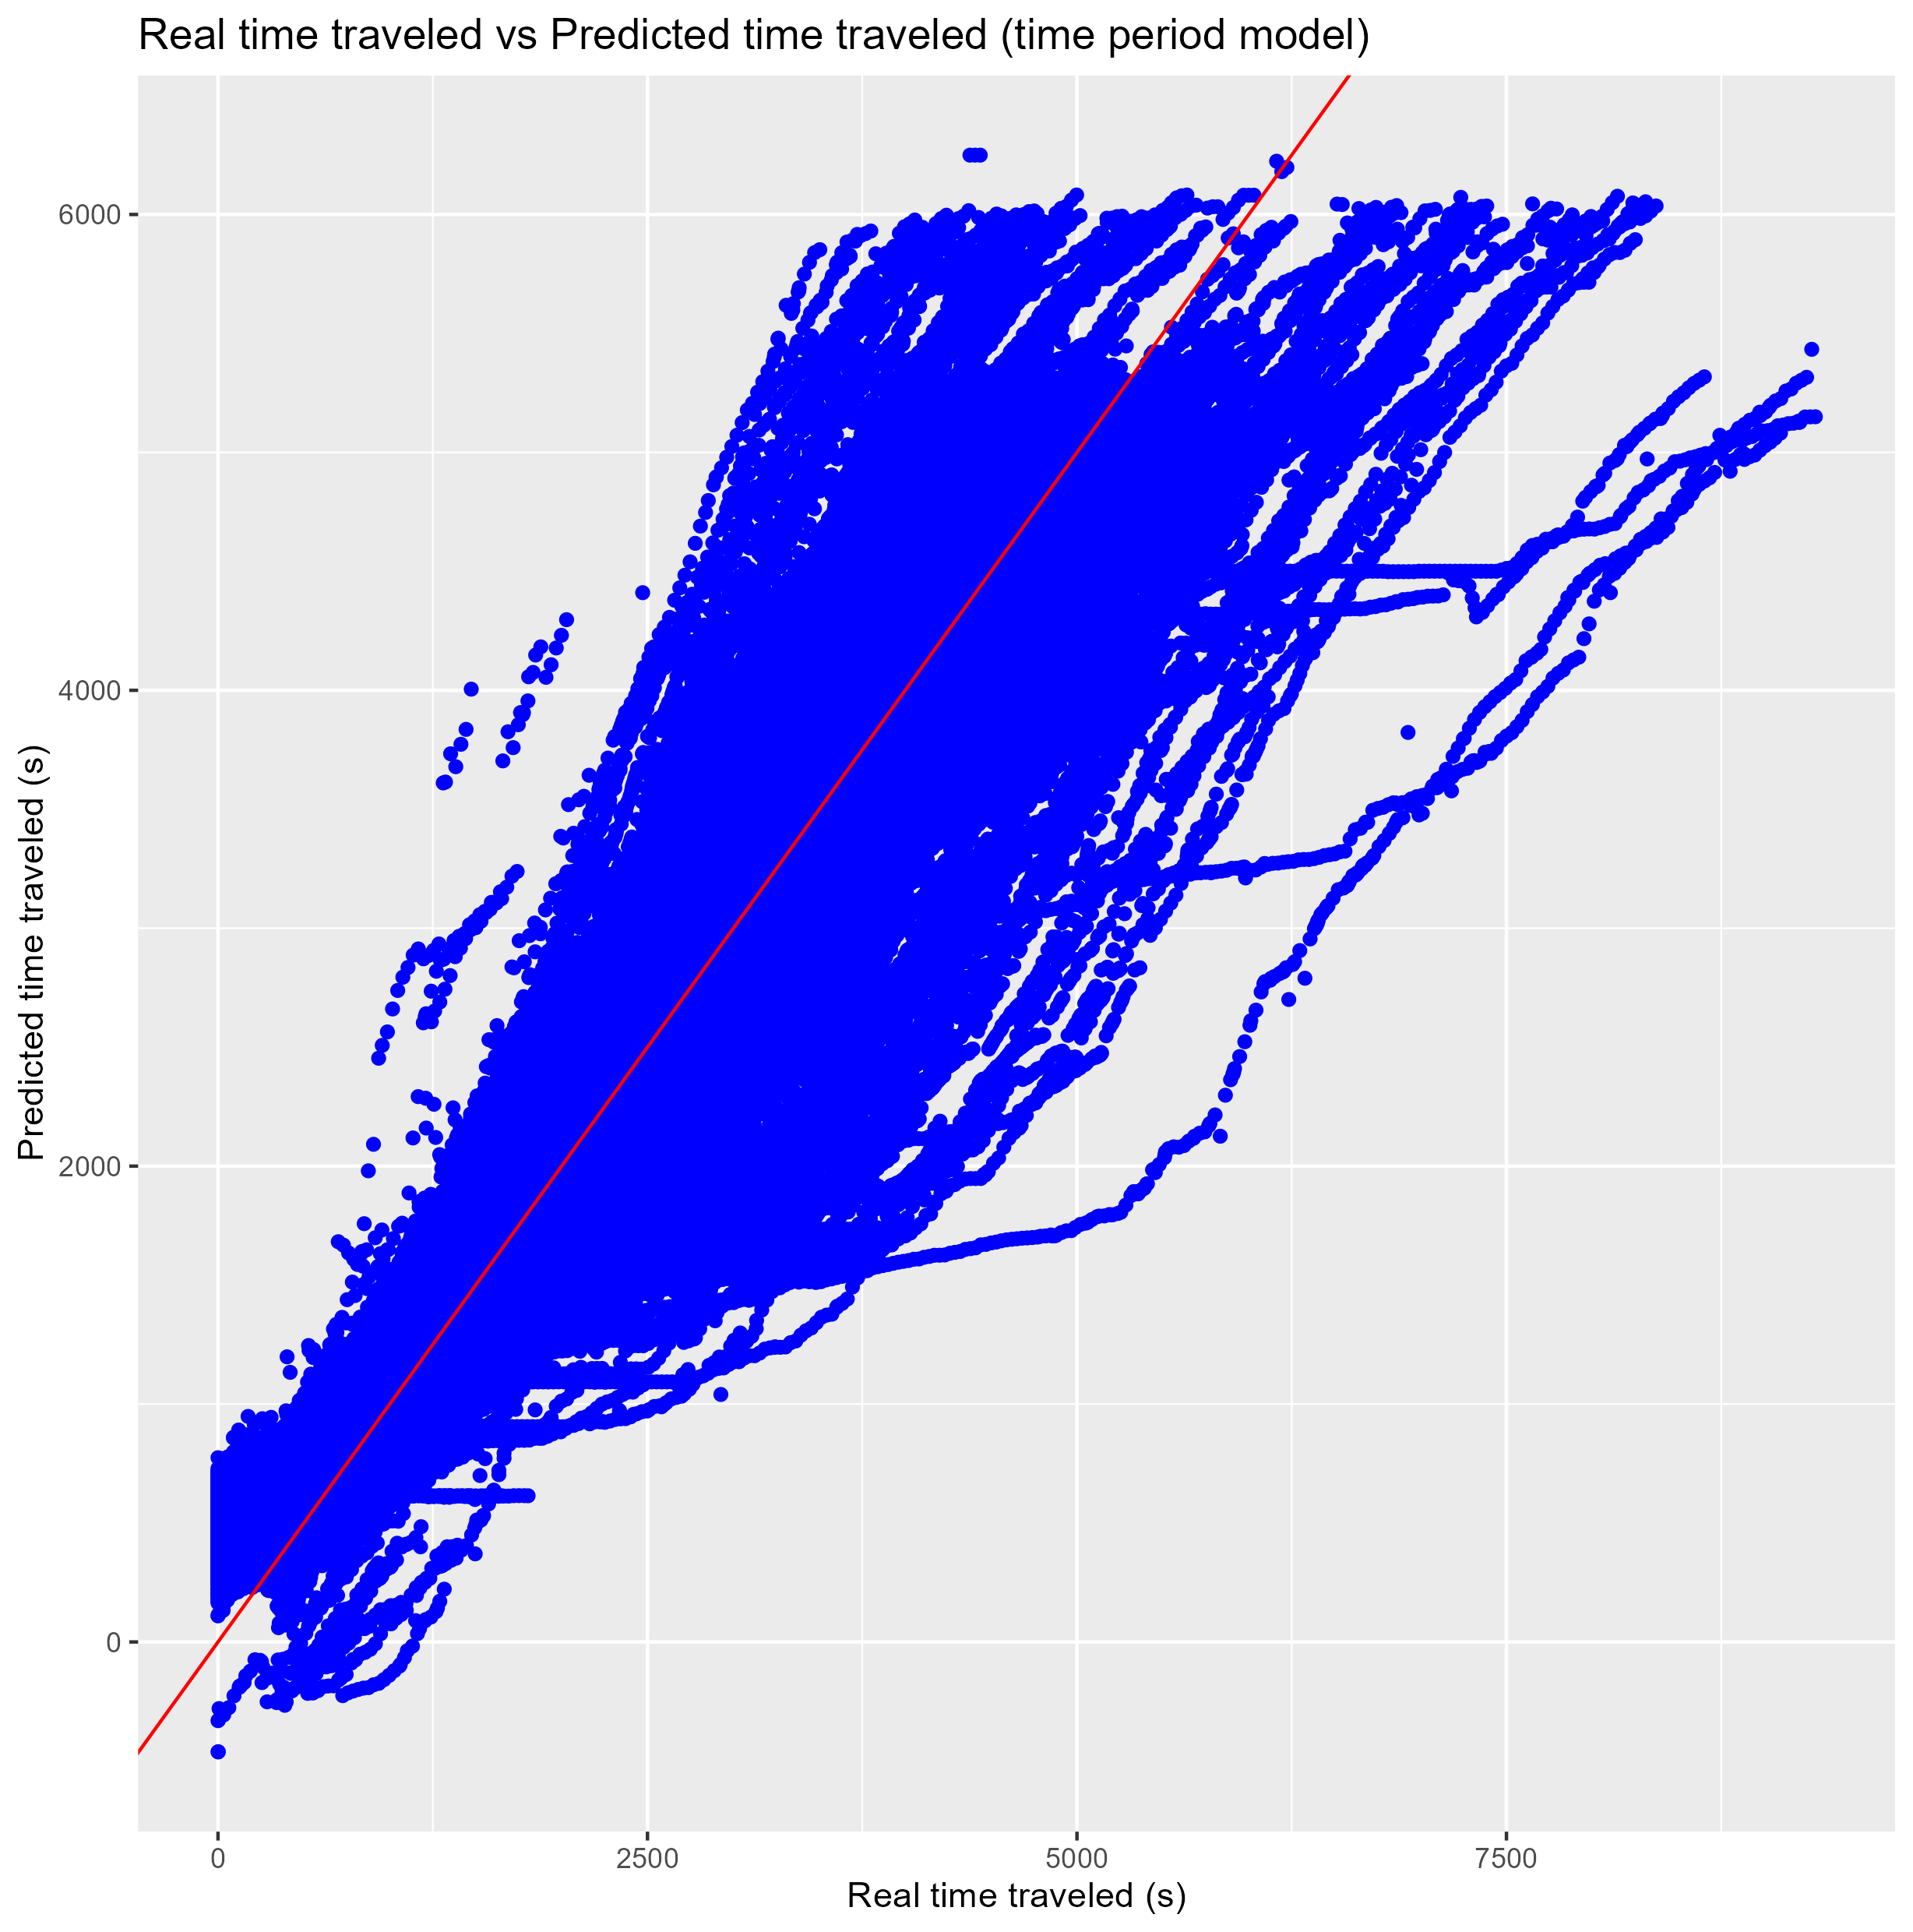 Real time traveled vs Predicted time traveled (time period model)
6000
4000
2000
0
Predicted time traveled (s)
0 2500 5000 7500
Real time traveled (s)